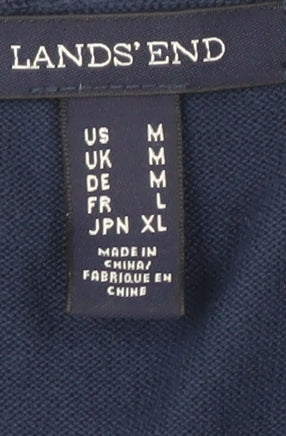 LANDS' END
US M
UK M
DE M
FR L
JPN XL
MADE IN
CHINA/
FABRIQUE EN
CHINE